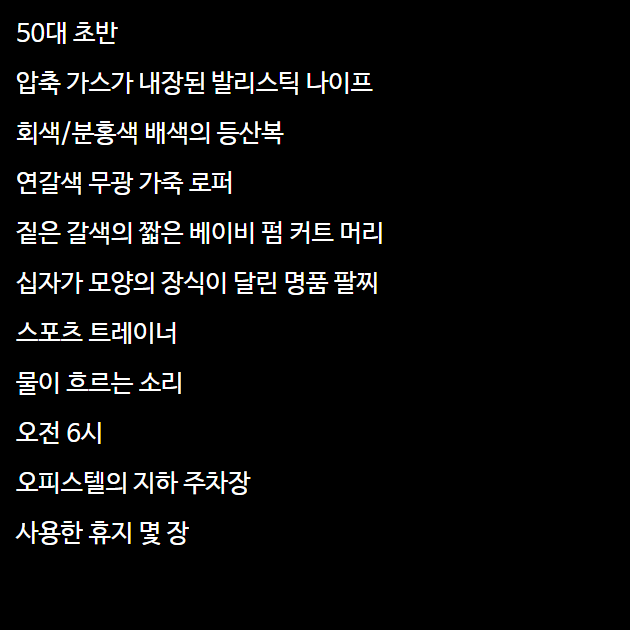 50대 초반
압축 가스가 내장된 발리스틱 나이프
회색/분홍색 배색의 등산복
연갈색 무광 가죽 로퍼
짙은 갈색의 짧은 베이비 펌 커트 머리
십자가 모양의 장식이 달린 명품 팔찌
스포츠 트레이너
물이 흐르는 소리
오전 6시
오피스텔의 지하 주차장
사용한 휴지 몇 장